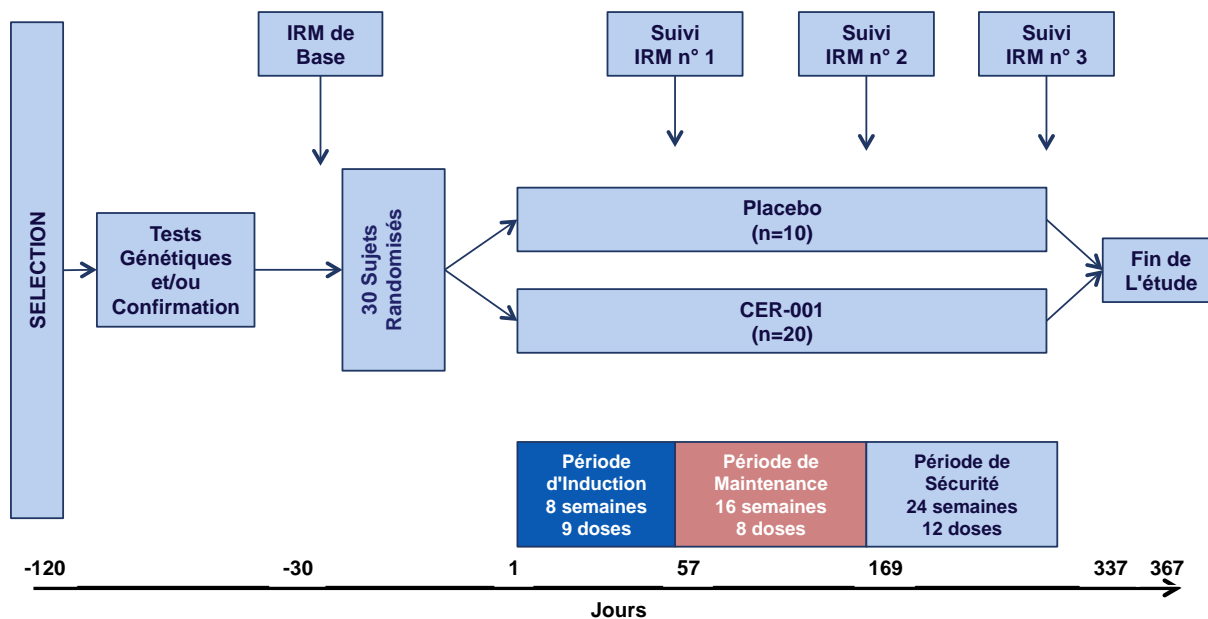 IRM de
Base
Suivi
IRM n° 1
Suivi
IRM n° 2
Suivi
IRM n° 3
SELECTION
Tests
Génétiques
et/ou
Confirmation
30 Sujets
Randomisés
Placebo
(n=10)
CER-001
(n=20)
Fin de
L'étude
Période
d'Induction
8 semaines
9 doses
Période de
Maintenance
16 semaines
8 doses
Période de
Sécurité
24 semaines
12 doses
-120 -30 1 57 169 337 367
Jours